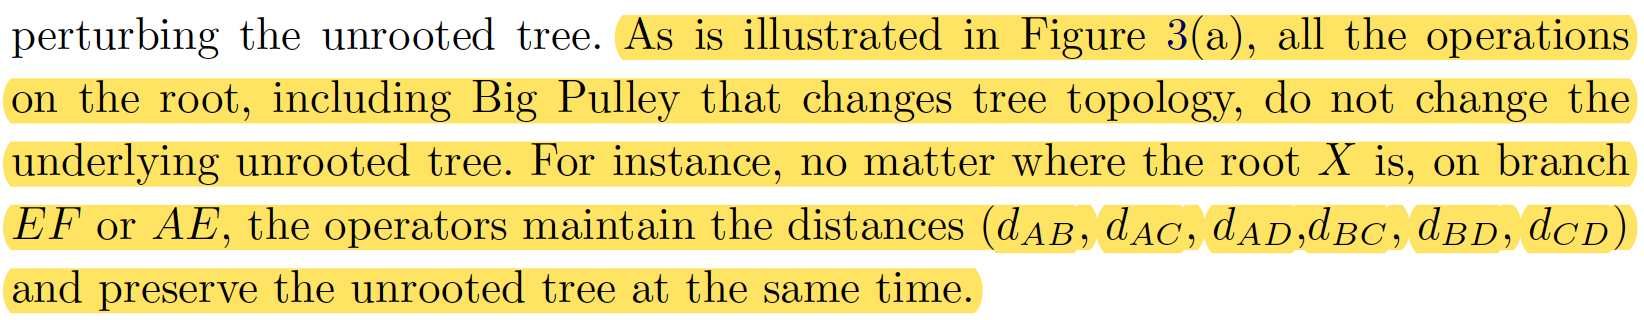 perturbing the unrooted tree. As is illustrated in Figure 3(a), all the operations
on the root, including Big Pulley that changes tree topology, do not change the
underlying unrooted tree. For instance, no matter where the root X is, on branch
EF or AE, the operators maintain the distances (d_{AB}, d_{AC}, d_{AD},d_{BC}, d_{BD}, d_{CD})
and preserve the unrooted tree at the same time.